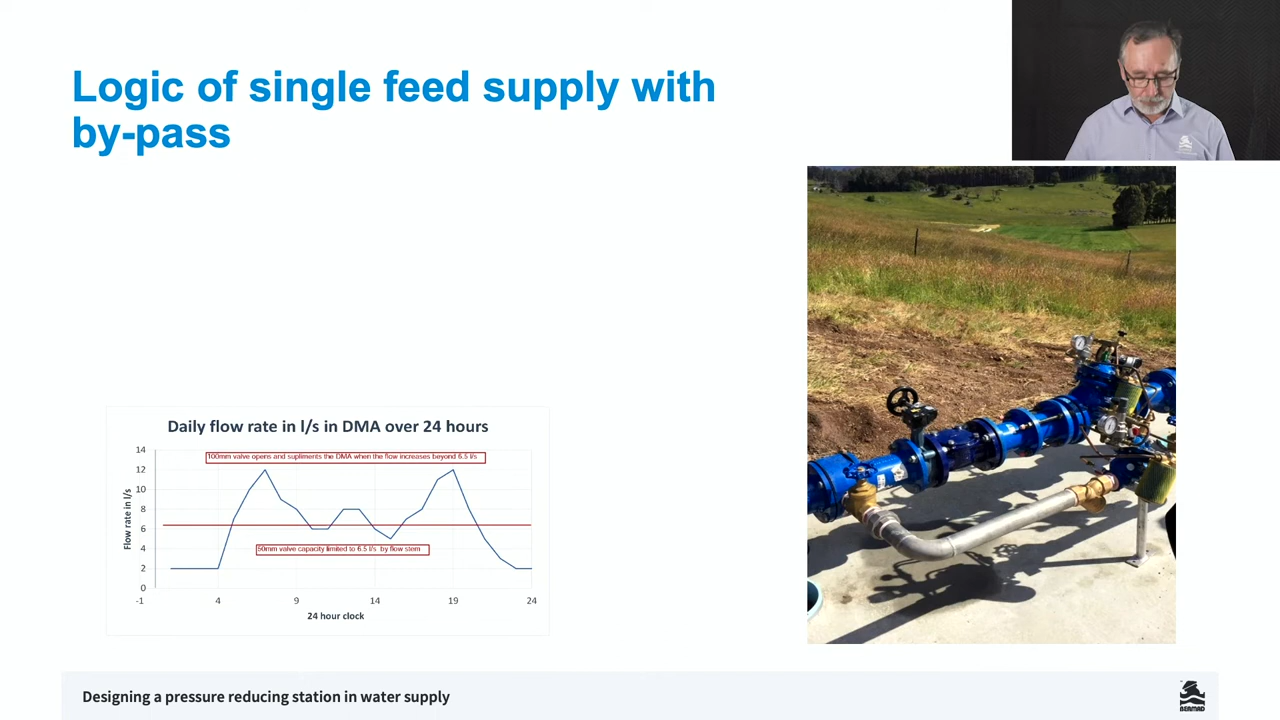 Logic of single feed supply with
by-pass
Daily flow rate in l/s in DMA over 24 hours
14
100mm valve opens and supliments the DMA when the flow increases beyond 6.5 l/s
12
10
8
6
50mm valve capacity limited to 6.5 l/s by flow stem
4
2
0
Flow rate in l/s
-1 4 9 14 19 24
24 hour clock
Designing a pressure reducing station in water supply
BERMAD